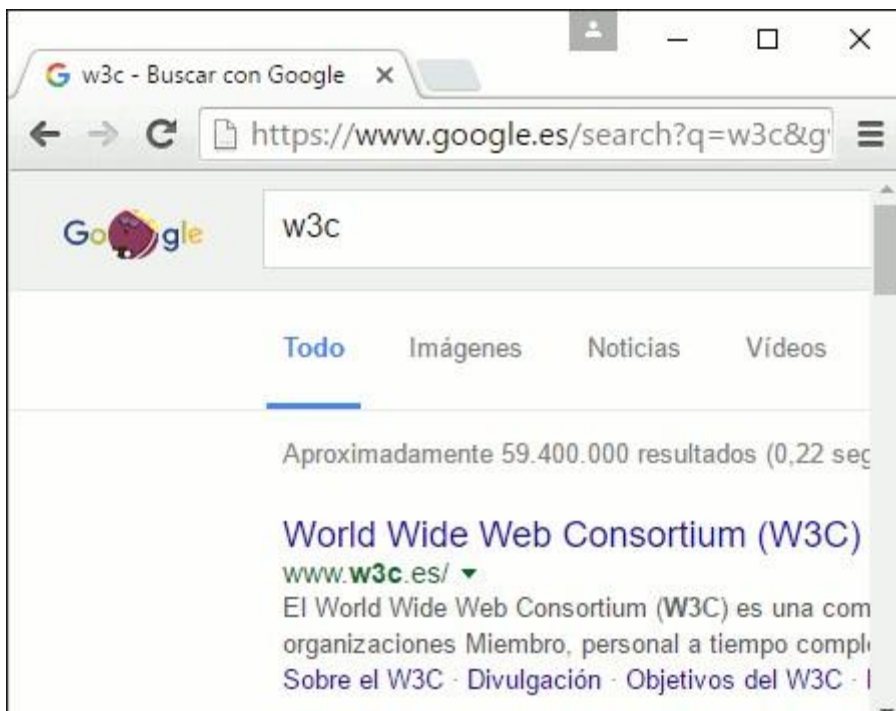 w3c - Buscar con Google
https://www.google.es/search?q=w3c&g
Google
w3c
Todo Imágenes Noticias Vídeos
Aproximadamente 59.400.000 resultados (0,22 seg
World Wide Web Consortium (W3C)
www.w3c.es/
El World Wide Web Consortium (W3C) es una com
organizaciones Miembro, personal a tiempo comple
Sobre el W3C · Divulgación · Objetivos del W3C ·